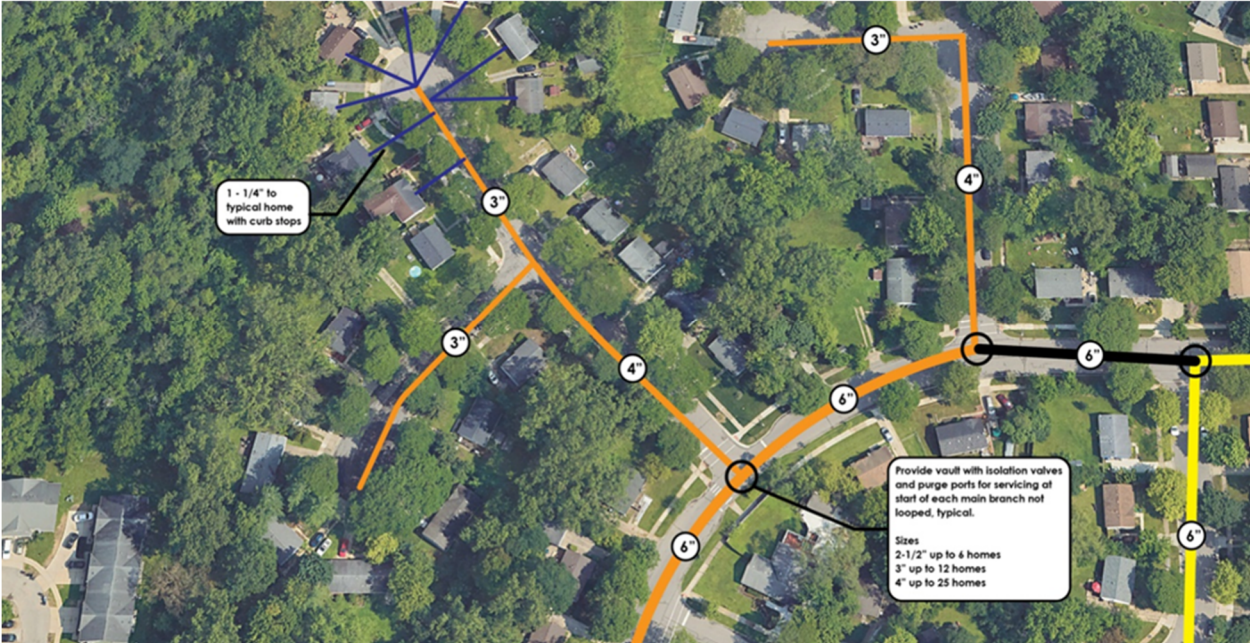 3"
4"
1 - 1/4" to
typical home
with curb stops
3"
3"
6"
4"
6"
Provide vault with isolation valves
and purge ports for servicing at
start of each main branch not
looped, typical.
Sizes
2-1/2" up to 6 homes
3" up to 12 homes
4" up to 25 homes
6"
6"